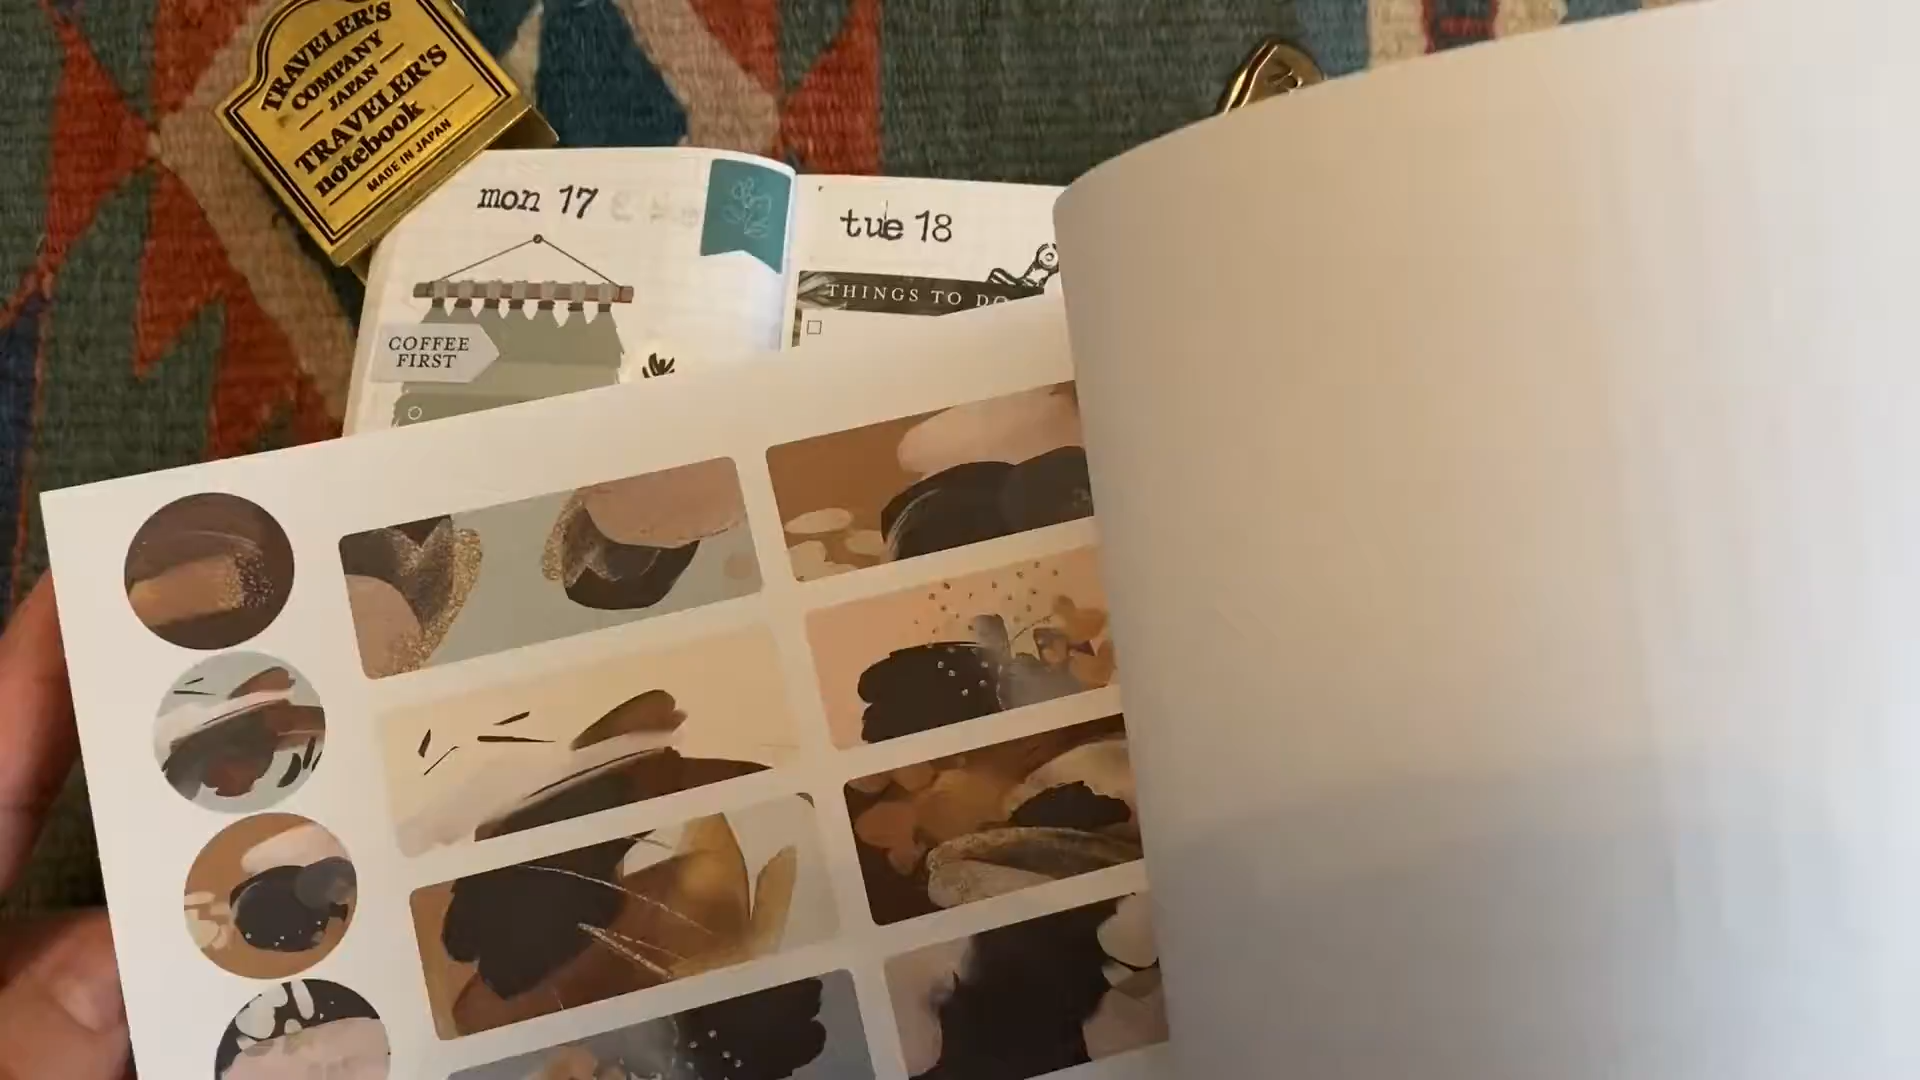 TRAVELER'S
COMPANY
JAPAN
TRAVELER'S
notebook
MADE IN JAPAN
mon 17
tue 18
THINGS TO DO
COFFEE
FIRST